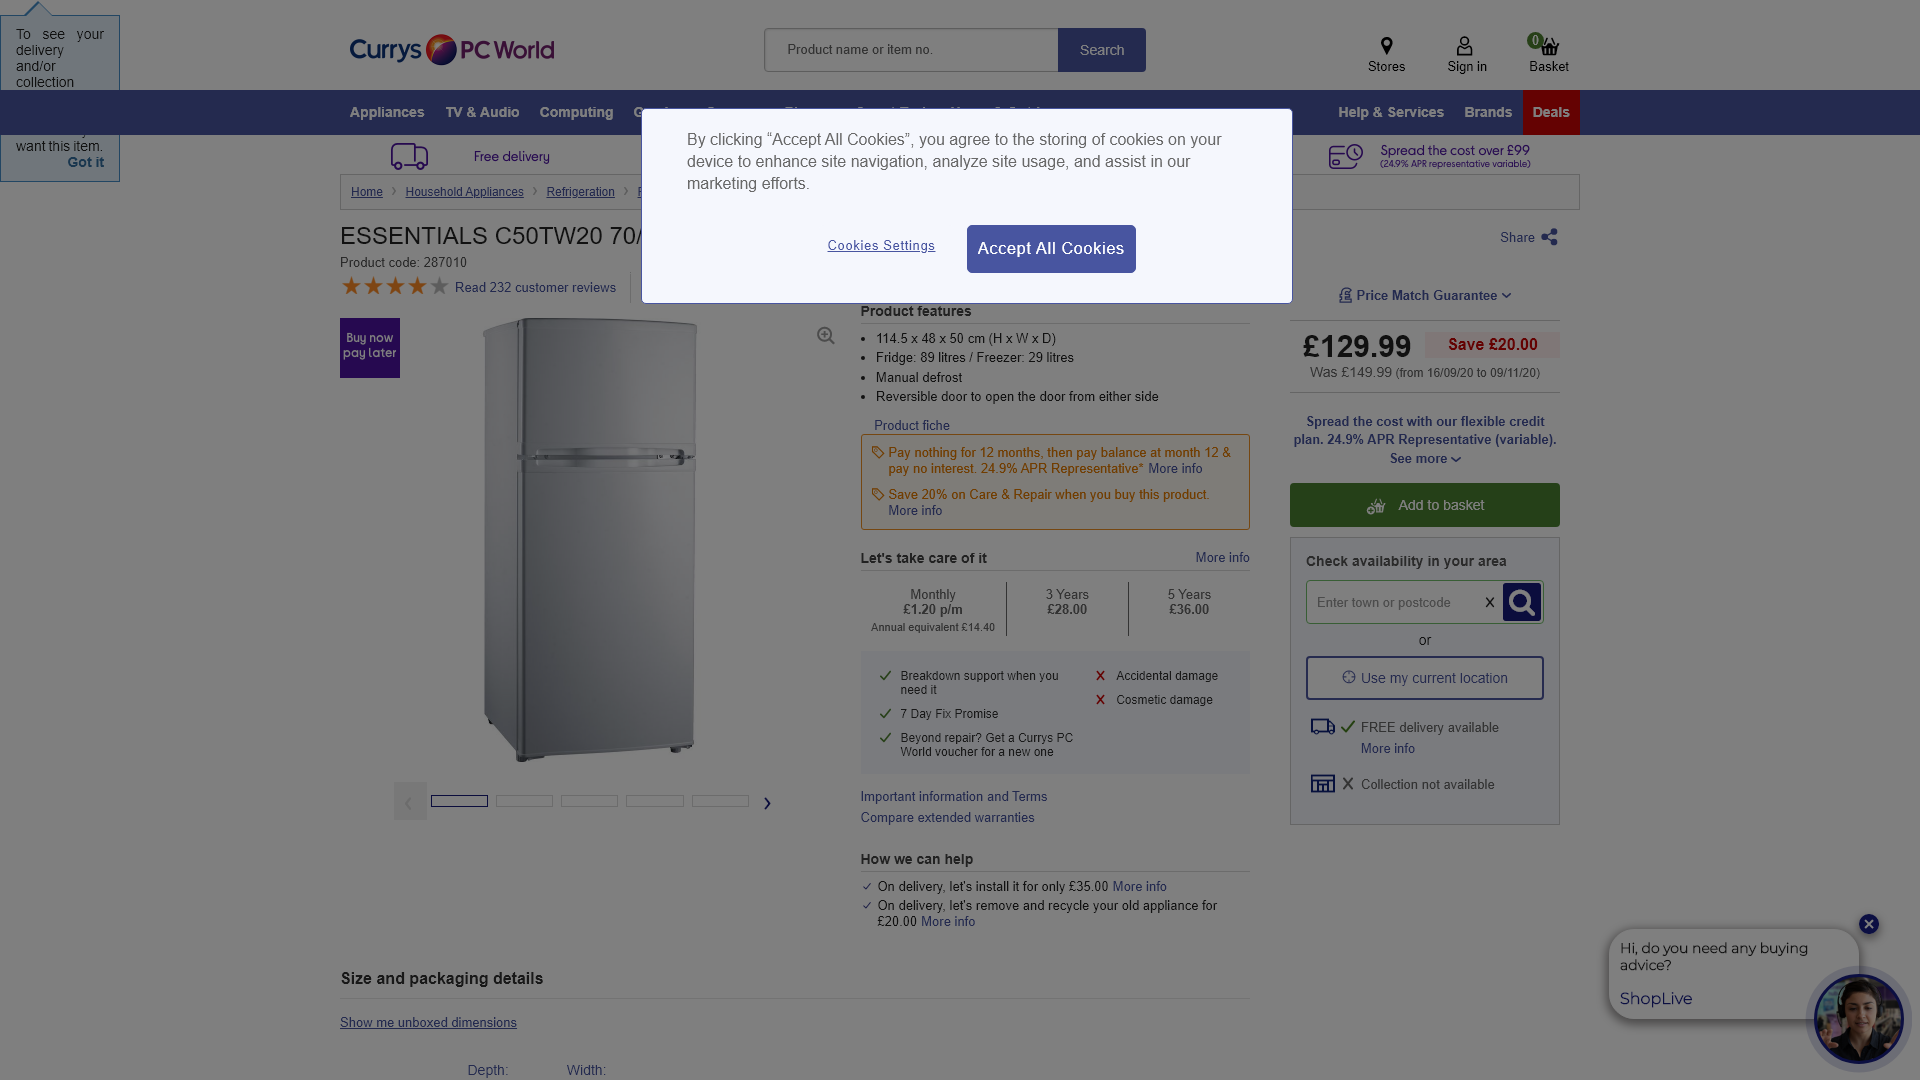 To see your
delivery
and/or
collection
want this item.
Got it
Currys PC World
Product name or item no.
Search
Stores
Sign in
0
Basket
Appliances
TV & Audio
Computing
Help & Services
Brands
Deals
Free delivery
Spread the cost over £99
(24.9% APR representative variable)
Home
Household Appliances
Refrigeration
By clicking “Accept All Cookies”, you agree to the storing of cookies on your
device to enhance site navigation, analyze site usage, and assist in our
marketing efforts.
Cookies Settings
Accept All Cookies
ESSENTIALS C50TW20 70/
Product code: 287010
Read 232 customer reviews
Share
Buy now
pay later
Product features
114.5 x 48 x 50 cm (H x W x D)
Fridge: 89 litres / Freezer: 29 litres
Manual defrost
Reversible door to open the door from either side
Product fiche
Pay nothing for 12 months, then pay balance at month 12 &
pay no interest. 24.9% APR Representative* More info
Save 20% on Care & Repair when you buy this product.
More info
Let's take care of it
More info
Monthly
£1.20 p/m
Annual equivalent £14.40
3 Years
£28.00
5 Years
£36.00
Breakdown support when you
need it
7 Day Fix Promise
Beyond repair? Get a Currys PC
World voucher for a new one
Accidental damage
Cosmetic damage
Important information and Terms
Compare extended warranties
How we can help
On delivery, let's install it for only £35.00 More info
On delivery, let's remove and recycle your old appliance for
£20.00 More info
Price Match Guarantee
£129.99
Save £20.00
Was £149.99 (from 16/09/20 to 09/11/20)
Spread the cost with our flexible credit
plan. 24.9% APR Representative (variable).
See more
Add to basket
Check availability in your area
Enter town or postcode
X
or
Use my current location
FREE delivery available
More info
Collection not available
Size and packaging details
Show me unboxed dimensions
Depth:
Width:
Hi, do you need any buying
advice?
ShopLive